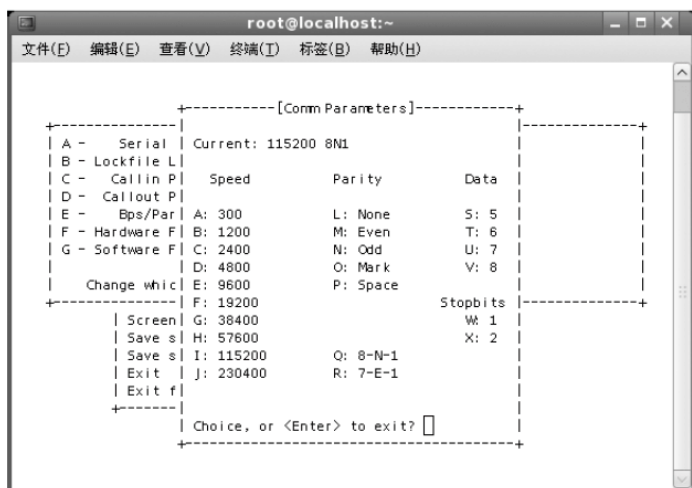 root@localhost:~
文件(F) 编辑(E) 查看(V) 终端(T) 标签(B) 帮助(H)
+-----------[Comm Parameters]------------+
+---------------| |---------------+
| A - Serial | Current: 115200 8N1 | |
| B - Lockfile L| | |
| C - Callin P| Speed Parity Data | |
| D - Callout P| | |
| E - Bps/Par| A: 300 L: None S: 5 | |
| F - Hardware F| B: 1200 M: Even T: 6 | |
| G - Software F| C: 2400 N: Odd U: 7 | |
| | D: 4800 O: Mark V: 8 | |
| Change whic| E: 9600 P: Space | |
+---------------| F: 19200 Stopbits |---------------+
| Screen| G: 38400 W: 1 |
| Save s| H: 57600 X: 2 |
| Save s| I: 115200 Q: 8-N-1 |
| Exit | J: 230400 R: 7-E-1 |
| Exit f| |
+-------| |
| Choice, or <Enter> to exit? |
+----------------------------------------+